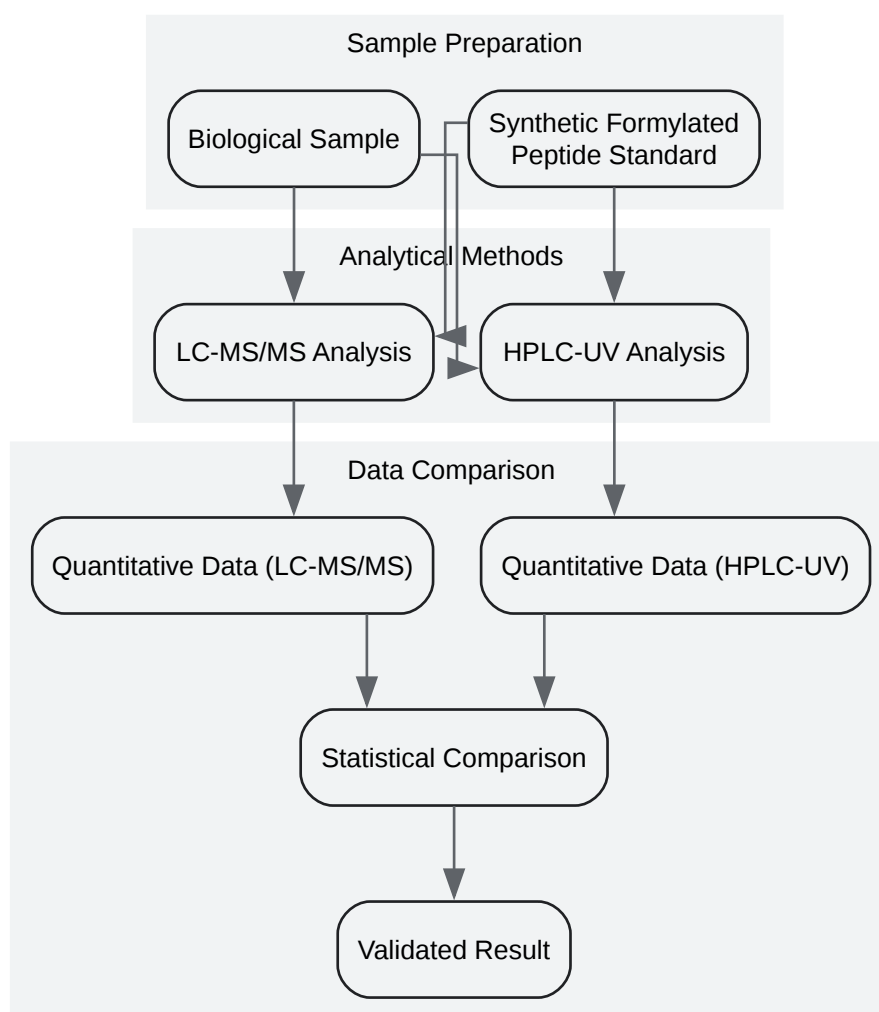 Sample Preparation
Biological Sample
Synthetic Formylated
Peptide Standard
Analytical Methods
LC-MS/MS Analysis
HPLC-UV Analysis
Data Comparison
Quantitative Data (LC-MS/MS)
Quantitative Data (HPLC-UV)
Statistical Comparison
Validated Result